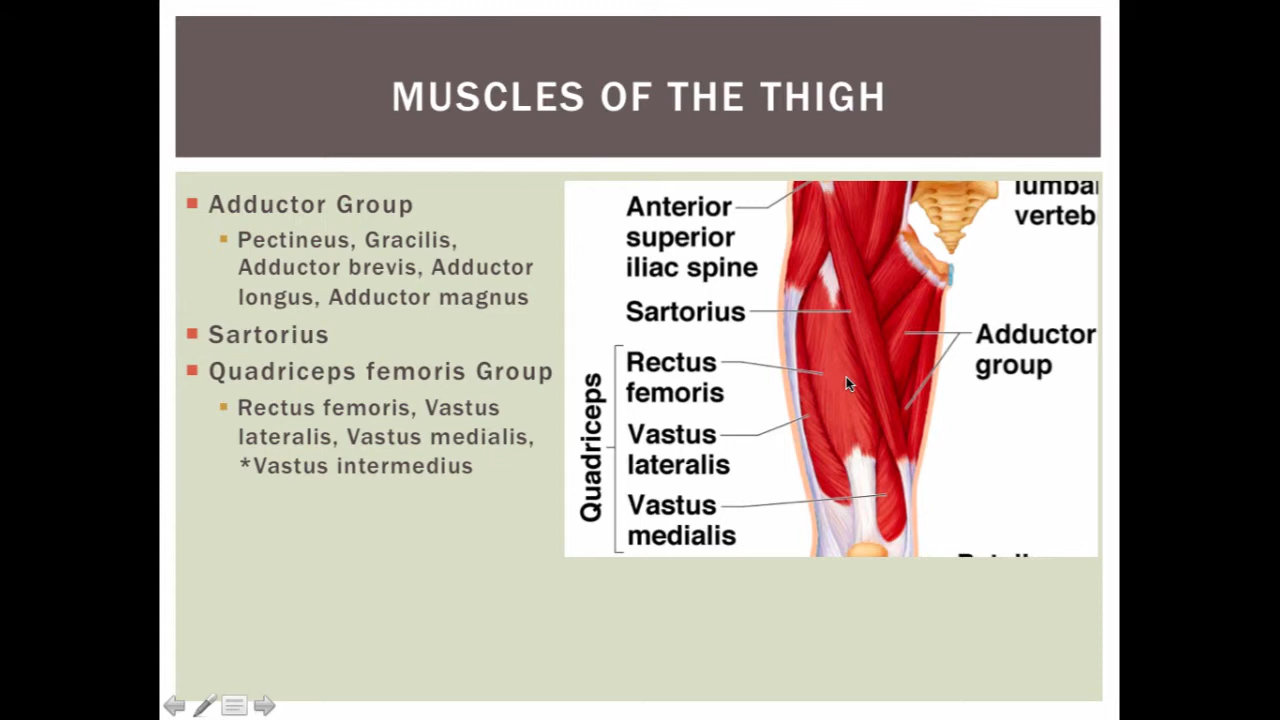 MUSCLES OF THE THIGH
Adductor Group
Pectineus, Gracilis,
Adductor brevis, Adductor
longus, Adductor magnus
Sartorius
Quadriceps femoris Group
Rectus femoris, Vastus
lateralis, Vastus medialis,
*Vastus intermedius
Anterior
superior
iliac spine
Sartorius
Quadriceps
Rectus
femoris
Vastus
lateralis
Vastus
medialis
lumba
verteb
Adductor
group